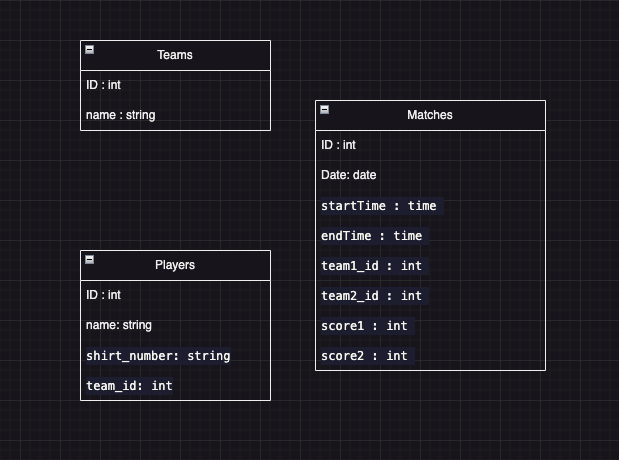 Teams
ID : int
name : string
Matches
ID : int
Date: date
startTime : time
endTime : time
team1_id : int
team2_id : int
score1 : int
score2 : int
Players
ID : int
name: string
shirt_number: string
team_id: int